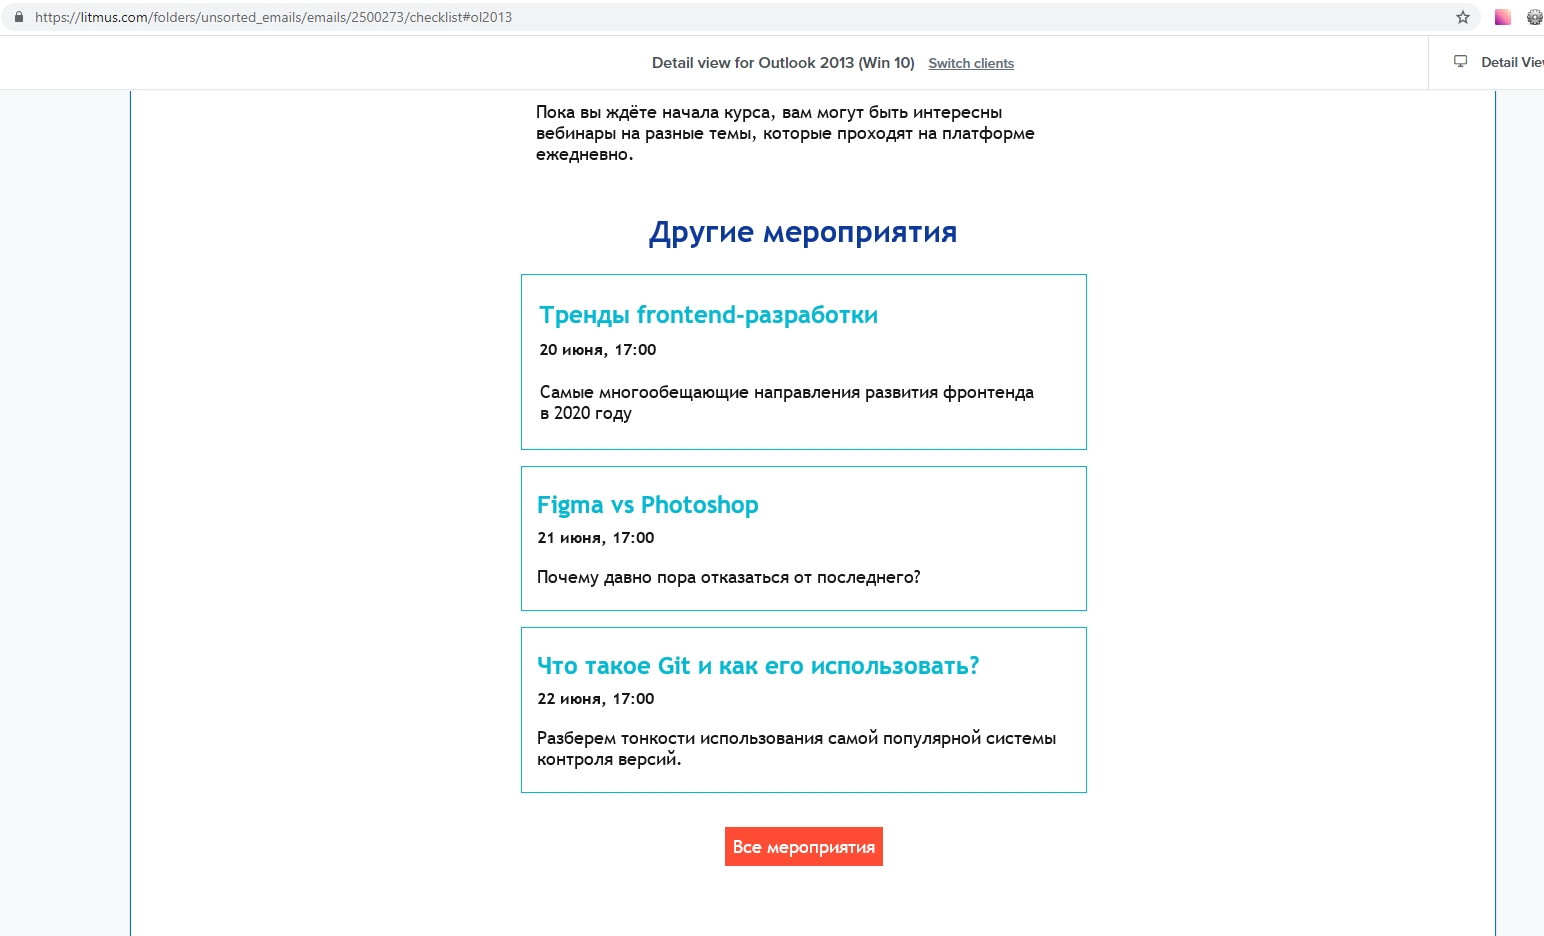 https://litmus.com/folders/unsorted_emails/emails/2500273/checklist#ol2013
Detail view for Outlook 2013 (Win 10) Switch clients
Detail Vie
Пока вы ждёте начала курса, вам могут быть интересны
вебинары на разные темы, которые проходят на платформе
ежедневно.
Другие мероприятия
Тренды frontend-разработки
20 июня, 17:00
Самые многообещающие направления развития фронтенда
в 2020 году
Figma vs Photoshop
21 июня, 17:00
Почему давно пора отказаться от последнего?
Что такое Git и как его использовать?
22 июня, 17:00
Разберем тонкости использования самой популярной системы
контроля версий.
Все мероприятия